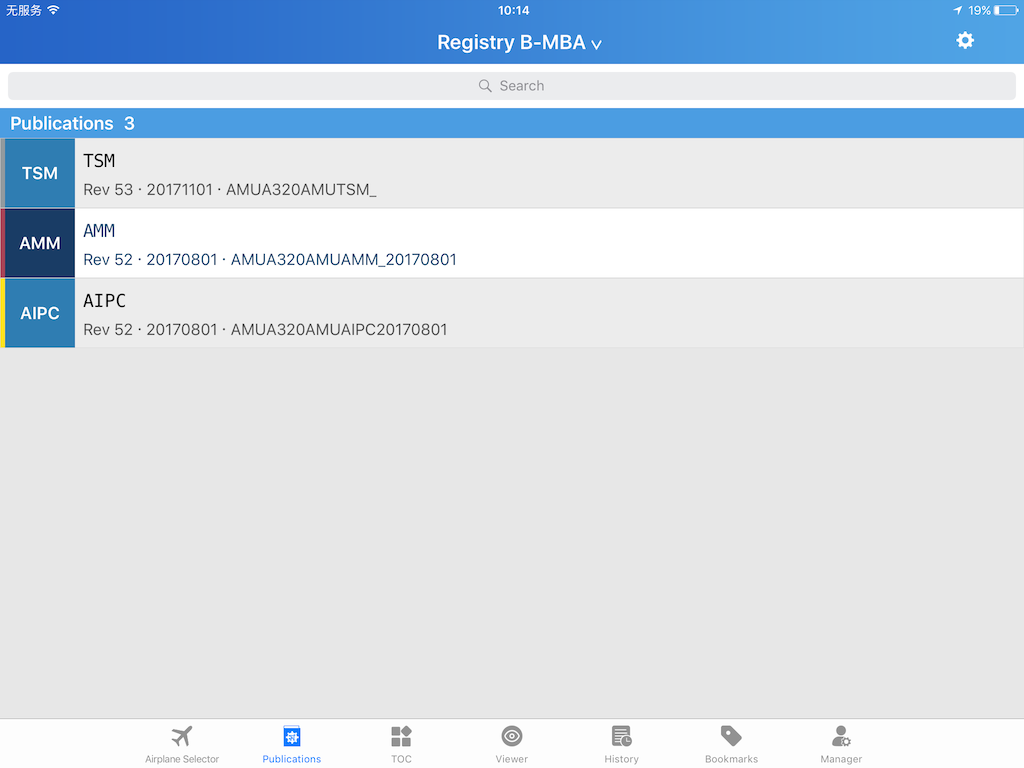 无服务 10:14 19%
Registry B-MBA
Search
Publications 3
TSM
TSM
Rev 53 · 20171101 · AMUA320AMUTSM_
AMM
AMM
Rev 52 · 20170801 · AMUA320AMUAMM_20170801
AIPC
AIPC
Rev 52 · 20170801 · AMUA320AMUAIPC20170801
Airplane Selector Publications TOC Viewer History Bookmarks Manager